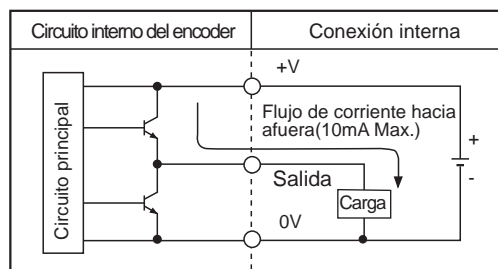 Circuito interno del encoder
Conexión interna
Circuito principal
+V
Flujo de corriente hacia
afuera(10mA Max.)
Salida
Carga
0V
+
-